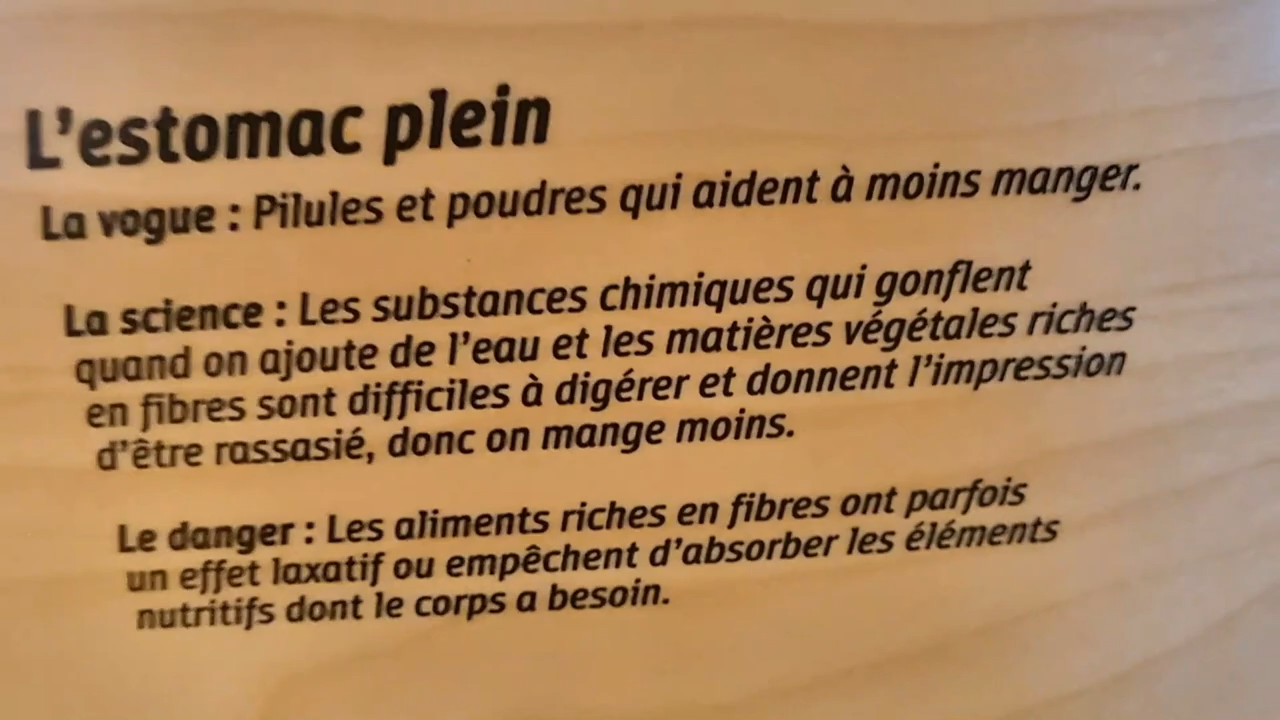 L'estomac plein
La vogue : Pilules et poudres qui aident à moins manger.
La science : Les substances chimiques qui gonflent
quand on ajoute de l'eau et les matières végétales riches
en fibres sont difficiles à digérer et donnent l'impression
d'être rassasié, donc on mange moins.
Le danger : Les aliments riches en fibres ont parfois
un effet laxatif ou empêchent d'absorber les éléments
nutritifs dont le corps a besoin.